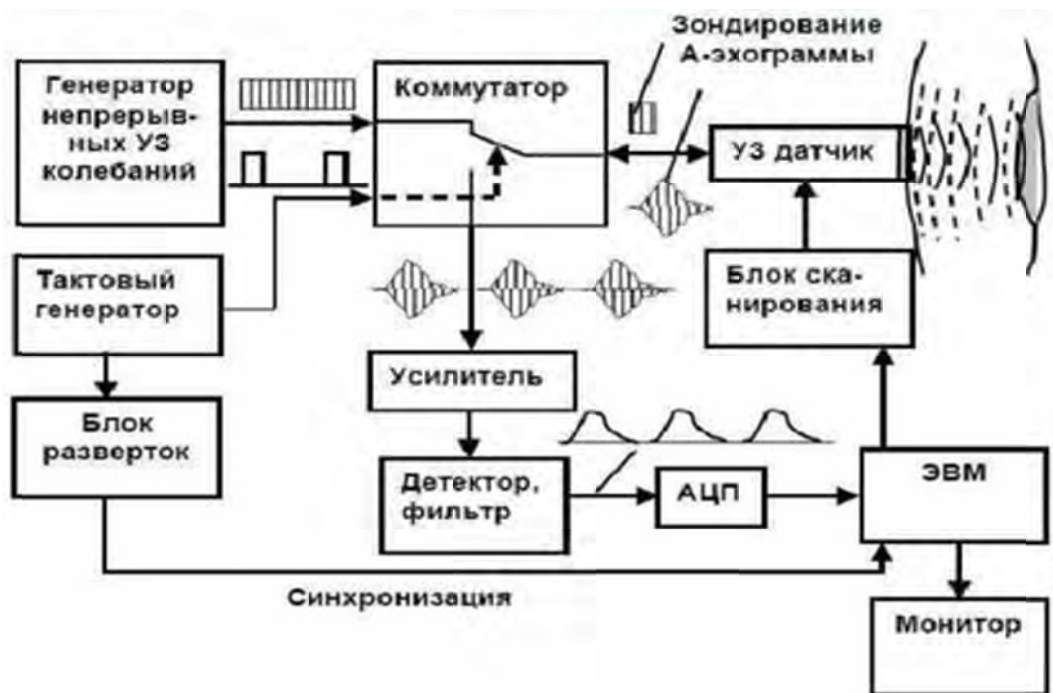 Зондирование
А-эхограммы
Генератор
непрерыв-
ных УЗ
колебаний
Коммутатор
УЗ датчик
Тактовый
генератор
Блок ска-
нирования
Усилитель
Блок
разверток
Детектор,
фильтр
АЦП
ЭВМ
Синхронизация
Монитор